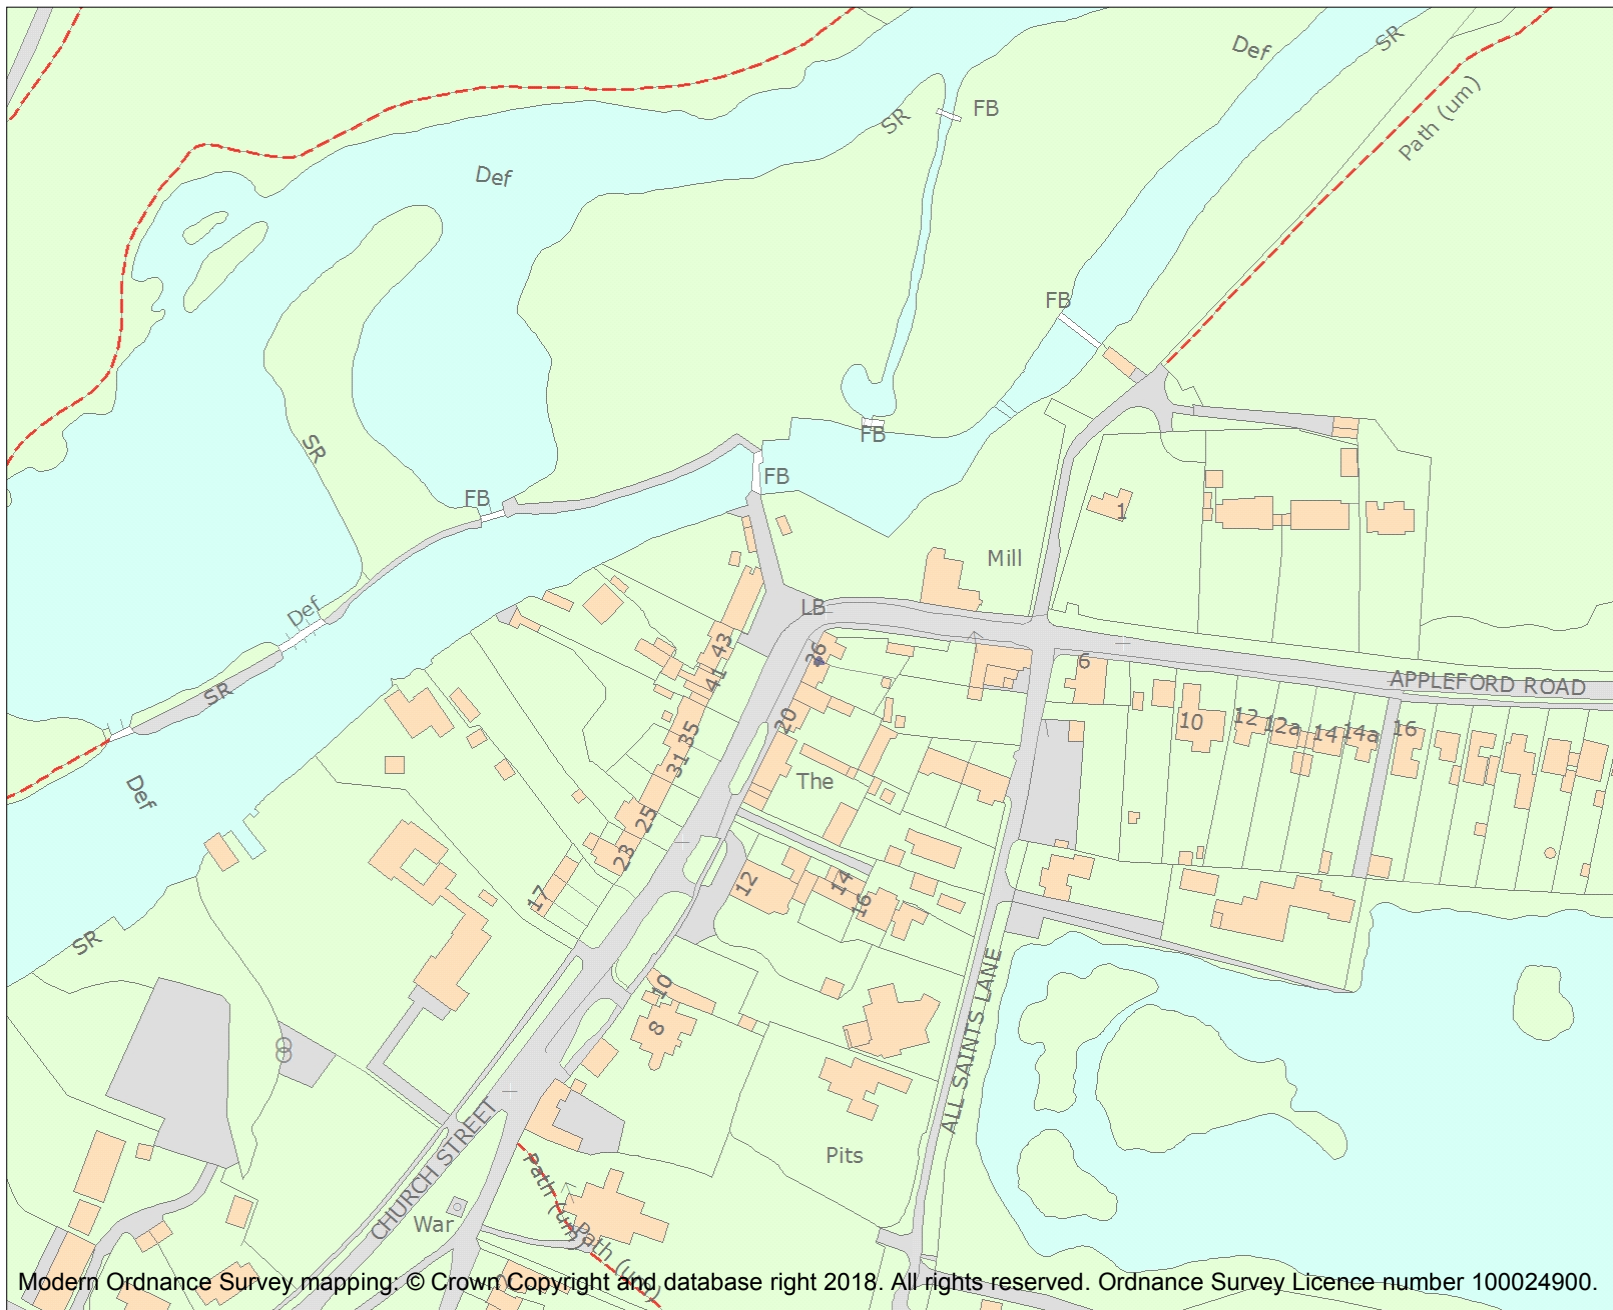 Def
SR
FB
SR
Path (um)
Def
FB
FB
SR
FB
FB
FB
1
Mill
Def
LB
43
26
6
41
SR
APPLEFORD ROAD
20
10
12
12a
14
14a
16
35
31
The
Def
25
23
12
14
16
17
SR
10
ALL SAINTS LANE
8
CHURCH STREET
Pits
Path (um)
War
Path (um)
Modern Ordnance Survey mapping: © Crown Copyright and database right 2018. All rights reserved. Ordnance Survey Licence number 100024900.